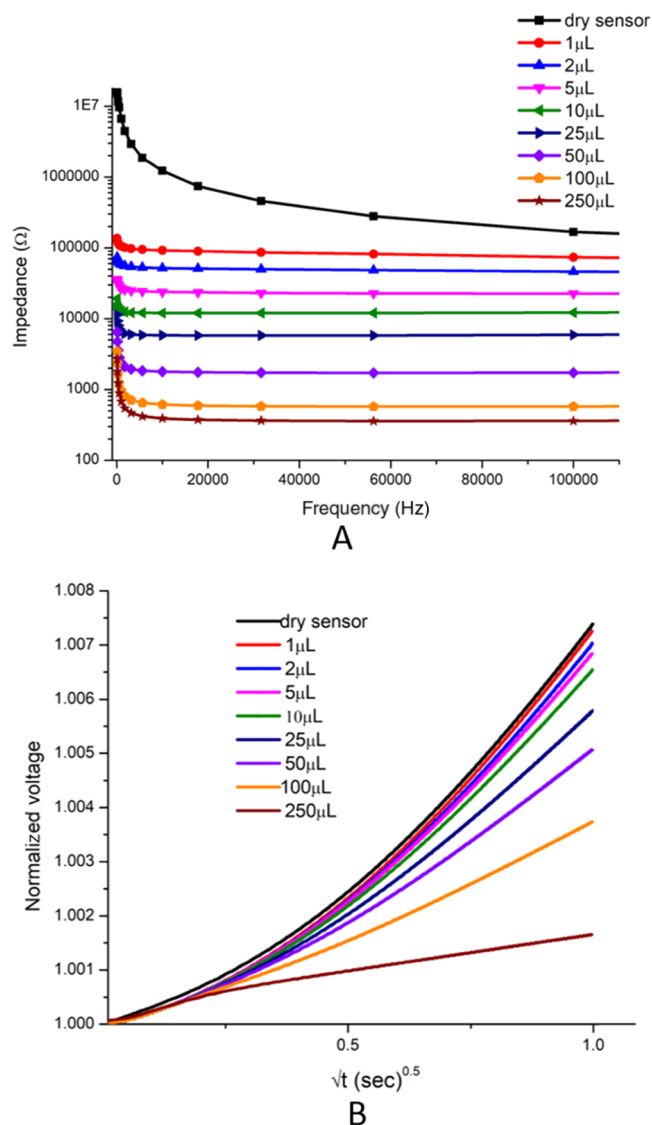 dry sensor
1μL
2μL
5μL
10μL
25μL
50μL
100μL
250μL
1E7
1000000
100000
10000
1000
100
Impedance (Ω)
0 20000 40000 60000 80000 100000
Frequency (Hz)
A
1.008
1.007
1.006
1.005
1.004
1.003
1.002
1.001
1.000
Normalized voltage
dry sensor
1μL
2μL
5μL
10μL
25μL
50μL
100μL
250μL
0.5 1.0
√t (sec)^0.5
B